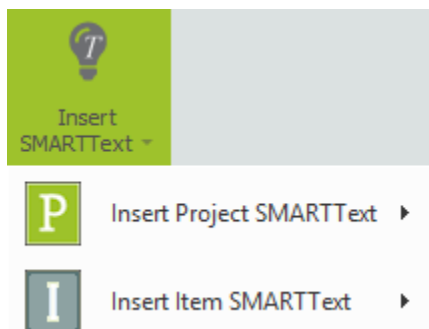 T
Insert
SMARTText
P Insert Project SMARTText
I Insert Item SMARTText